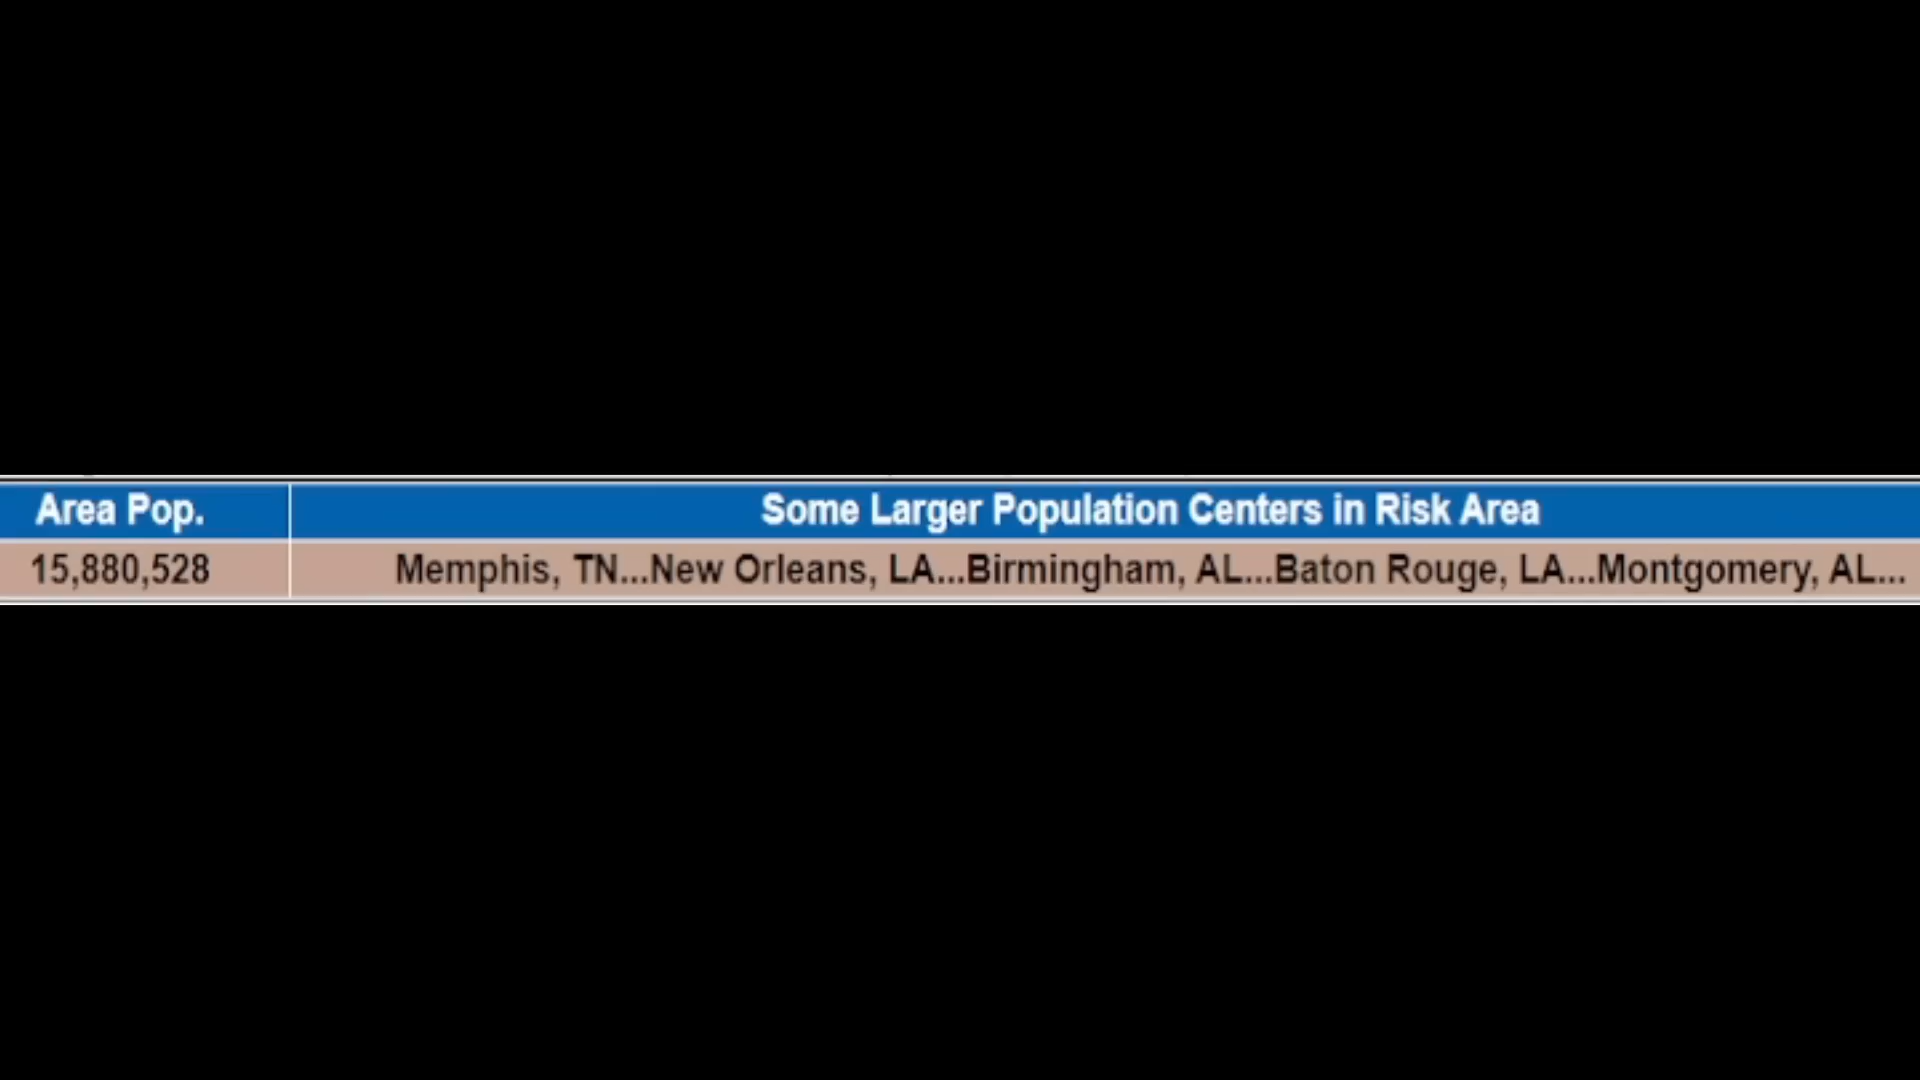 Area Pop. Some Larger Population Centers in Risk Area
15,880,528 Memphis, TN...New Orleans, LA...Birmingham, AL...Baton Rouge, LA...Montgomery, AL...